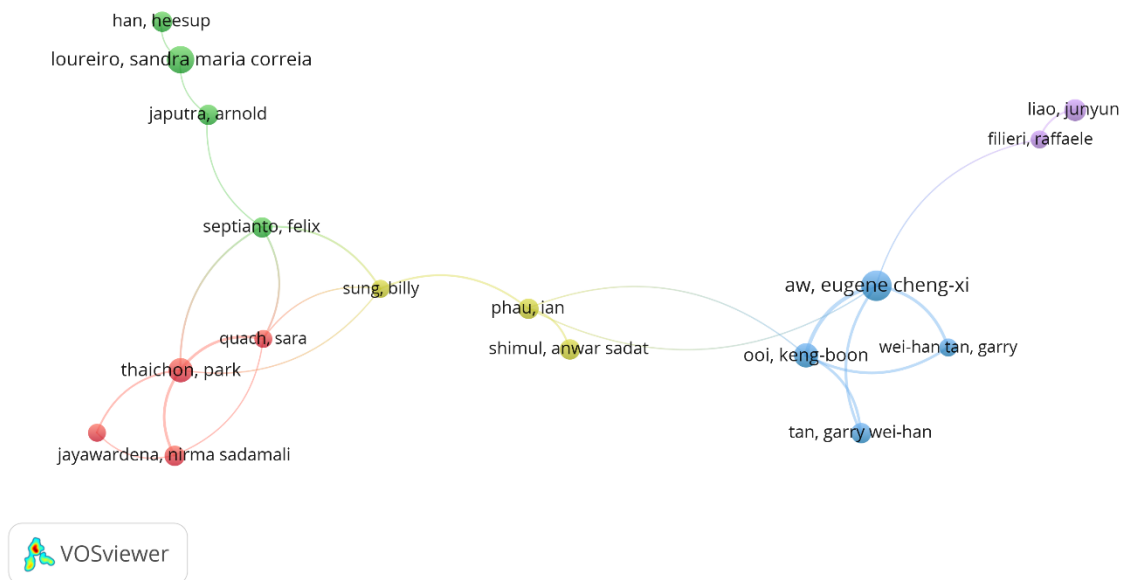 han, heesup
loureiro, sandra maria correia
japutra, arnold
liao, junyun
filieri, raffaele
septianto, felix
sung, billy
aw, eugene cheng-xi
phau, ian
quach, sara
shimul, anwar sadat
ooi, keng-boon
wei-han tan, garry
thaichon, park
tan, garry wei-han
jayawardena, nirma sadamali
VOSviewer